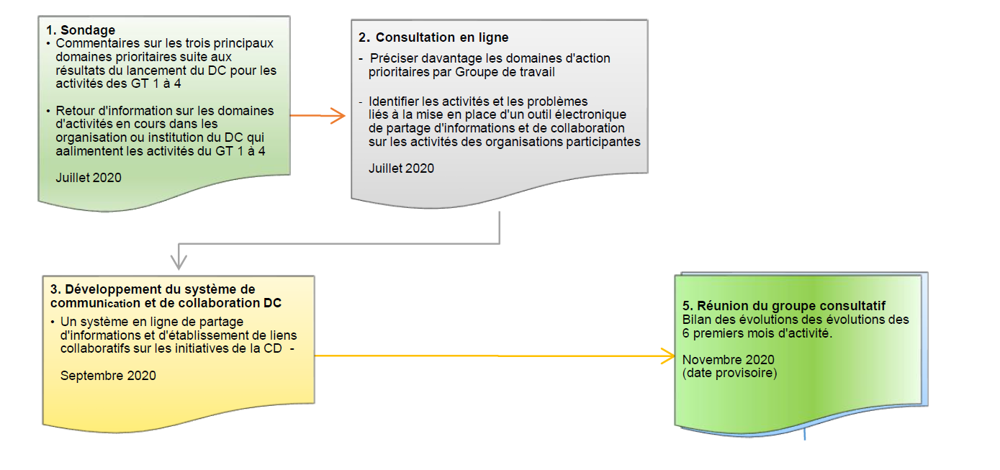 1. Sondage
• Commentaires sur les trois principaux
domaines prioritaires suite aux
résultats du lancement du DC pour les
activités des GT 1 à 4
• Retour d'information sur les domaines
d'activités en cours dans les
organisation ou institution du DC qui
aalimentent les activités du GT 1 à 4
Juillet 2020
2. Consultation en ligne
- Préciser davantage les domaines d'action
prioritaires par Groupe de travail
- Identifier les activités et les problèmes
liés à la mise en place d'un outil électronique
de partage d'informations et de collaboration
sur les activités des organisations participantes
Juillet 2020
3. Développement du système de
communication et de collaboration DC
• Un système en ligne de partage
d'informations et d'établissement de liens
collaboratifs sur les initiatives de la CD -
Septembre 2020
5. Réunion du groupe consultatif
Bilan des évolutions des évolutions des
6 premiers mois d'activité.
Novembre 2020
(date provisoire)